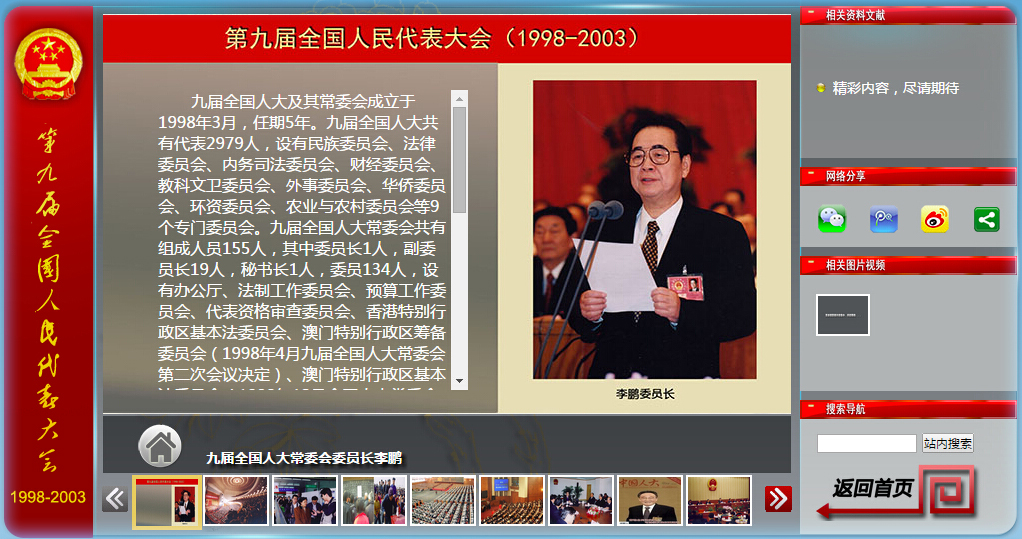 第九届全国人民代表大会
1998-2003
第九届全国人民代表大会（1998-2003）
九届全国人大及其常委会成立于
1998年3月，任期5年。九届全国人大共
有代表2979人，设有民族委员会、法律
委员会、内务司法委员会、财经委员会、
教科文卫委员会、外事委员会、华侨委员
会、环资委员会、农业与农村委员会等9
个专门委员会。九届全国人大常委会共有
组成人员155人，其中委员长1人，副委
员长19人，秘书长1人，委员134人，设
有办公厅、法制工作委员会、预算工作委
员会、代表资格审查委员会、香港特别行
政区基本法委员会、澳门特别行政区筹备
委员会（1998年4月九届全国人大常委会
第二次会议决定）、澳门特别行政区基本
李鹏委员长
九届全国人大常委会委员长李鹏
相关资料文献
精彩内容，尽请期待
网络分享
相关图片视频
搜索导航
站内搜索
返回首页
中国人大